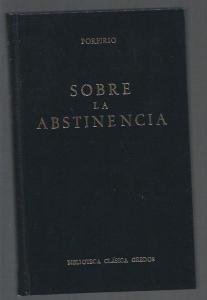 PORFIRIO
SOBRE
LA
ABSTINENCIA
BIBLIOTECA CLÁSICA GREDOS